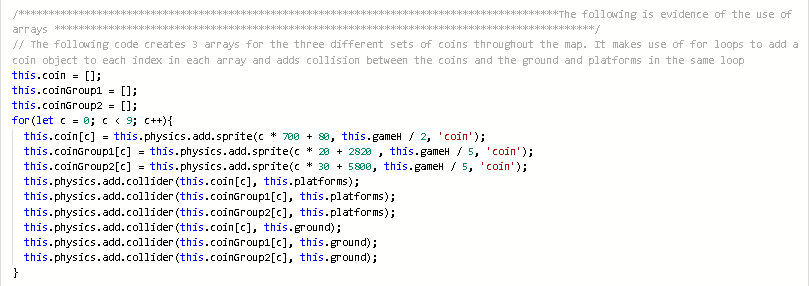 /******************************************************************************The following is evidence of the use of
arrays ******************************************************************************/
// The following code creates 3 arrays for the three different sets of coins throughout the map. It makes use of for loops to add a
coin object to each index in each array and adds collision between the coins and the ground and platforms in the same loop
this.coin = [];
this.coinGroup1 = [];
this.coinGroup2 = [];
for(let c = 0; c < 9; c++){
this.coin[c] = this.physics.add.sprite(c * 700 + 80, this.gameH / 2, 'coin');
this.coinGroup1[c] = this.physics.add.sprite(c * 20 + 2820 , this.gameH / 5, 'coin');
this.coinGroup2[c] = this.physics.add.sprite(c * 30 + 5800, this.gameH / 5, 'coin');
this.physics.add.collider(this.coin[c], this.platforms);
this.physics.add.collider(this.coinGroup1[c], this.platforms);
this.physics.add.collider(this.coinGroup2[c], this.platforms);
this.physics.add.collider(this.coin[c], this.ground);
this.physics.add.collider(this.coinGroup1[c], this.ground);
this.physics.add.collider(this.coinGroup2[c], this.ground);
}